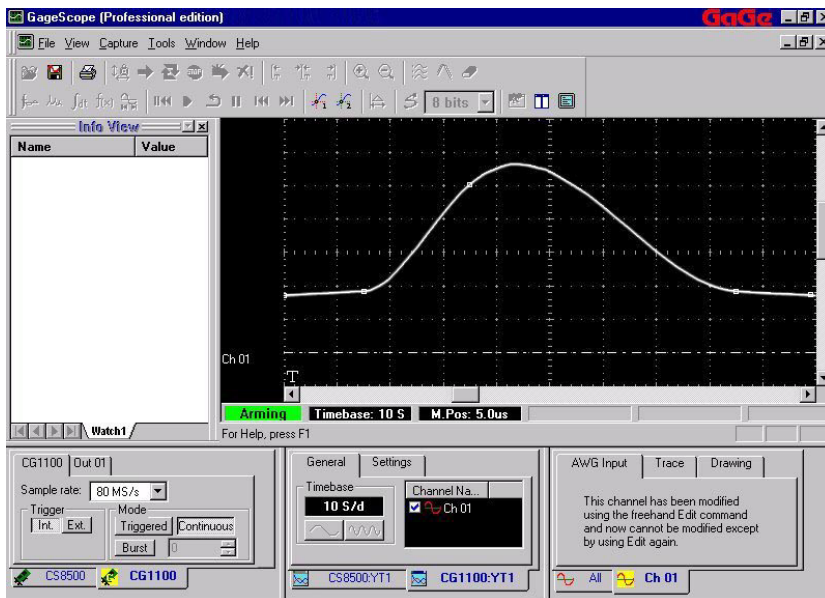 GageScope (Professional edition)
GaGe
File View Capture Tools Window Help
8 bits
Info View
Name Value
Watch1
Ch 01
T
Arming Timebase: 10 S M.Pos: 5.0us
For Help, press F1
CG1100 Out 01
Sample rate: 80 MS/s
Trigger
Int. Ext.
Mode
Triggered Continuous
Burst 0
CS8500 CG1100
General Settings
Timebase
10 S/d
Channel Na...
Ch 01
CS8500:YT1 CG1100:YT1
AWG Input Trace Drawing
This channel has been modified
using the freehand Edit command
and now cannot be modified except
by using Edit again.
All Ch 01